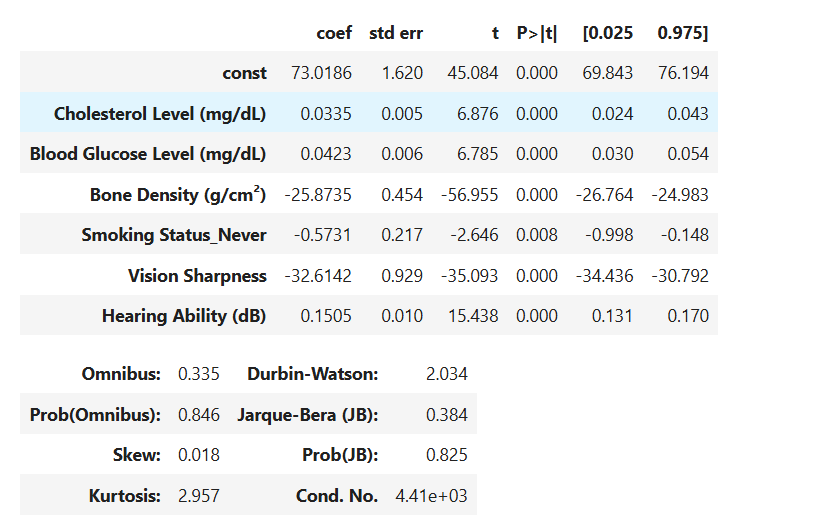 coef std err t P>|t| [0.025 0.975]
const 73.0186 1.620 45.084 0.000 69.843 76.194
Cholesterol Level (mg/dL) 0.0335 0.005 6.876 0.000 0.024 0.043
Blood Glucose Level (mg/dL) 0.0423 0.006 6.785 0.000 0.030 0.054
Bone Density (g/cm²) -25.8735 0.454 -56.955 0.000 -26.764 -24.983
Smoking Status_Never -0.5731 0.217 -2.646 0.008 -0.998 -0.148
Vision Sharpness -32.6142 0.929 -35.093 0.000 -34.436 -30.792
Hearing Ability (dB) 0.1505 0.010 15.438 0.000 0.131 0.170
Omnibus: 0.335 Durbin-Watson: 2.034
Prob(Omnibus): 0.846 Jarque-Bera (JB): 0.384
Skew: 0.018 Prob(JB): 0.825
Kurtosis: 2.957 Cond. No. 4.41e+03